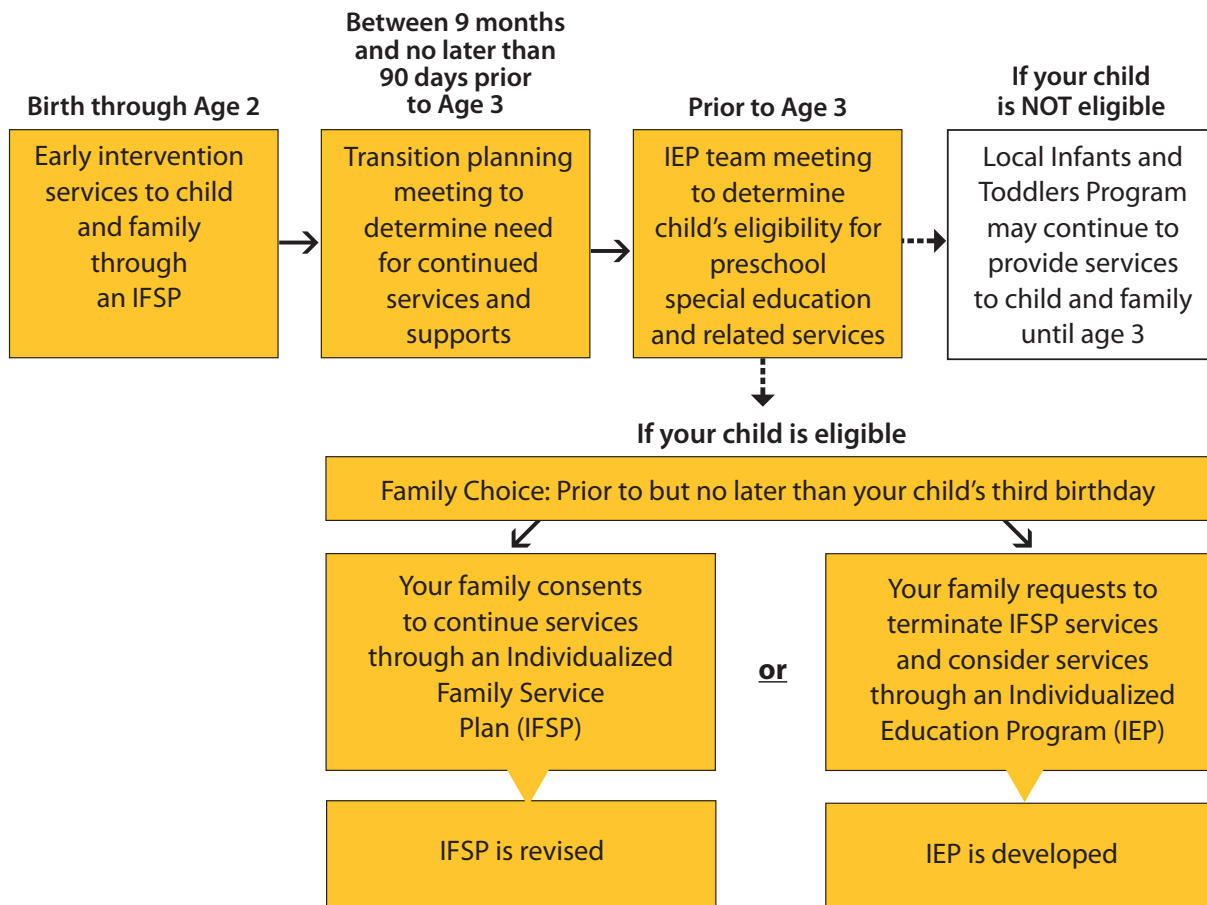 Birth through Age 2
Early intervention
services to child
and family
through
an IFSP
Between 9 months
and no later than
90 days prior
to Age 3
Transition planning
meeting to
determine need
for continued
services and
supports
Prior to Age 3
IEP team meeting
to determine
child’s eligibility for
preschool
special education
and related services
If your child
is NOT eligible
Local Infants and
Toddlers Program
may continue to
provide services
to child and family
until age 3
If your child is eligible
Family Choice: Prior to but no later than your child’s third birthday
Your family consents
to continue services
through an Individualized
Family Service
Plan (IFSP)
or
Your family requests to
terminate IFSP services
and consider services
through an Individualized
Education Program (IEP)
IFSP is revised
IEP is developed